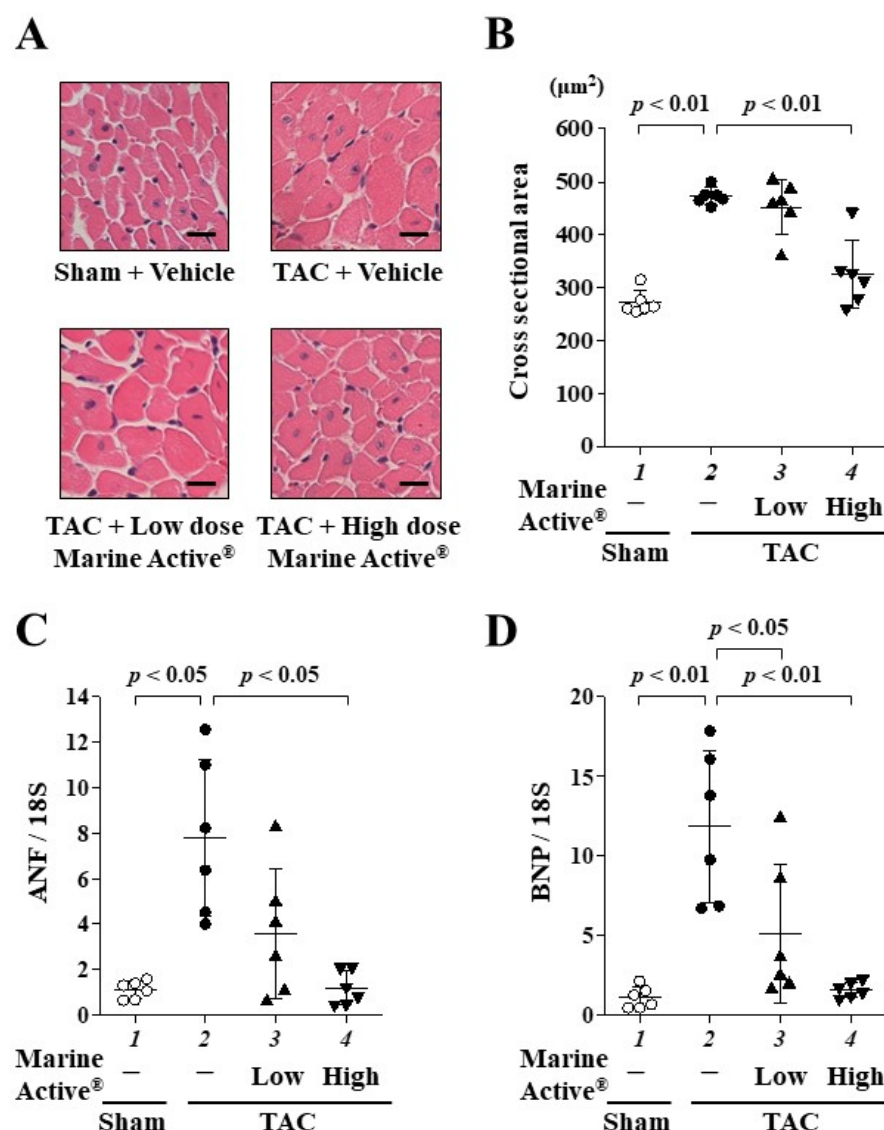 A
Sham + Vehicle
TAC + Vehicle
TAC + Low dose
Marine Active®
TAC + High dose
Marine Active®
B
(μm²)
p < 0.01
p < 0.01
Cross sectional area
600
500
400
300
200
100
0
1 2 3 4
Marine
Active®
— — Low High
Sham TAC
C
p < 0.05
p < 0.05
ANF / 18S
14
12
10
8
6
4
2
0
1 2 3 4
Marine
Active®
— — Low High
Sham TAC
D
p < 0.05
p < 0.01
p < 0.01
BNP / 18S
20
15
10
5
0
1 2 3 4
Marine
Active®
— — Low High
Sham TAC